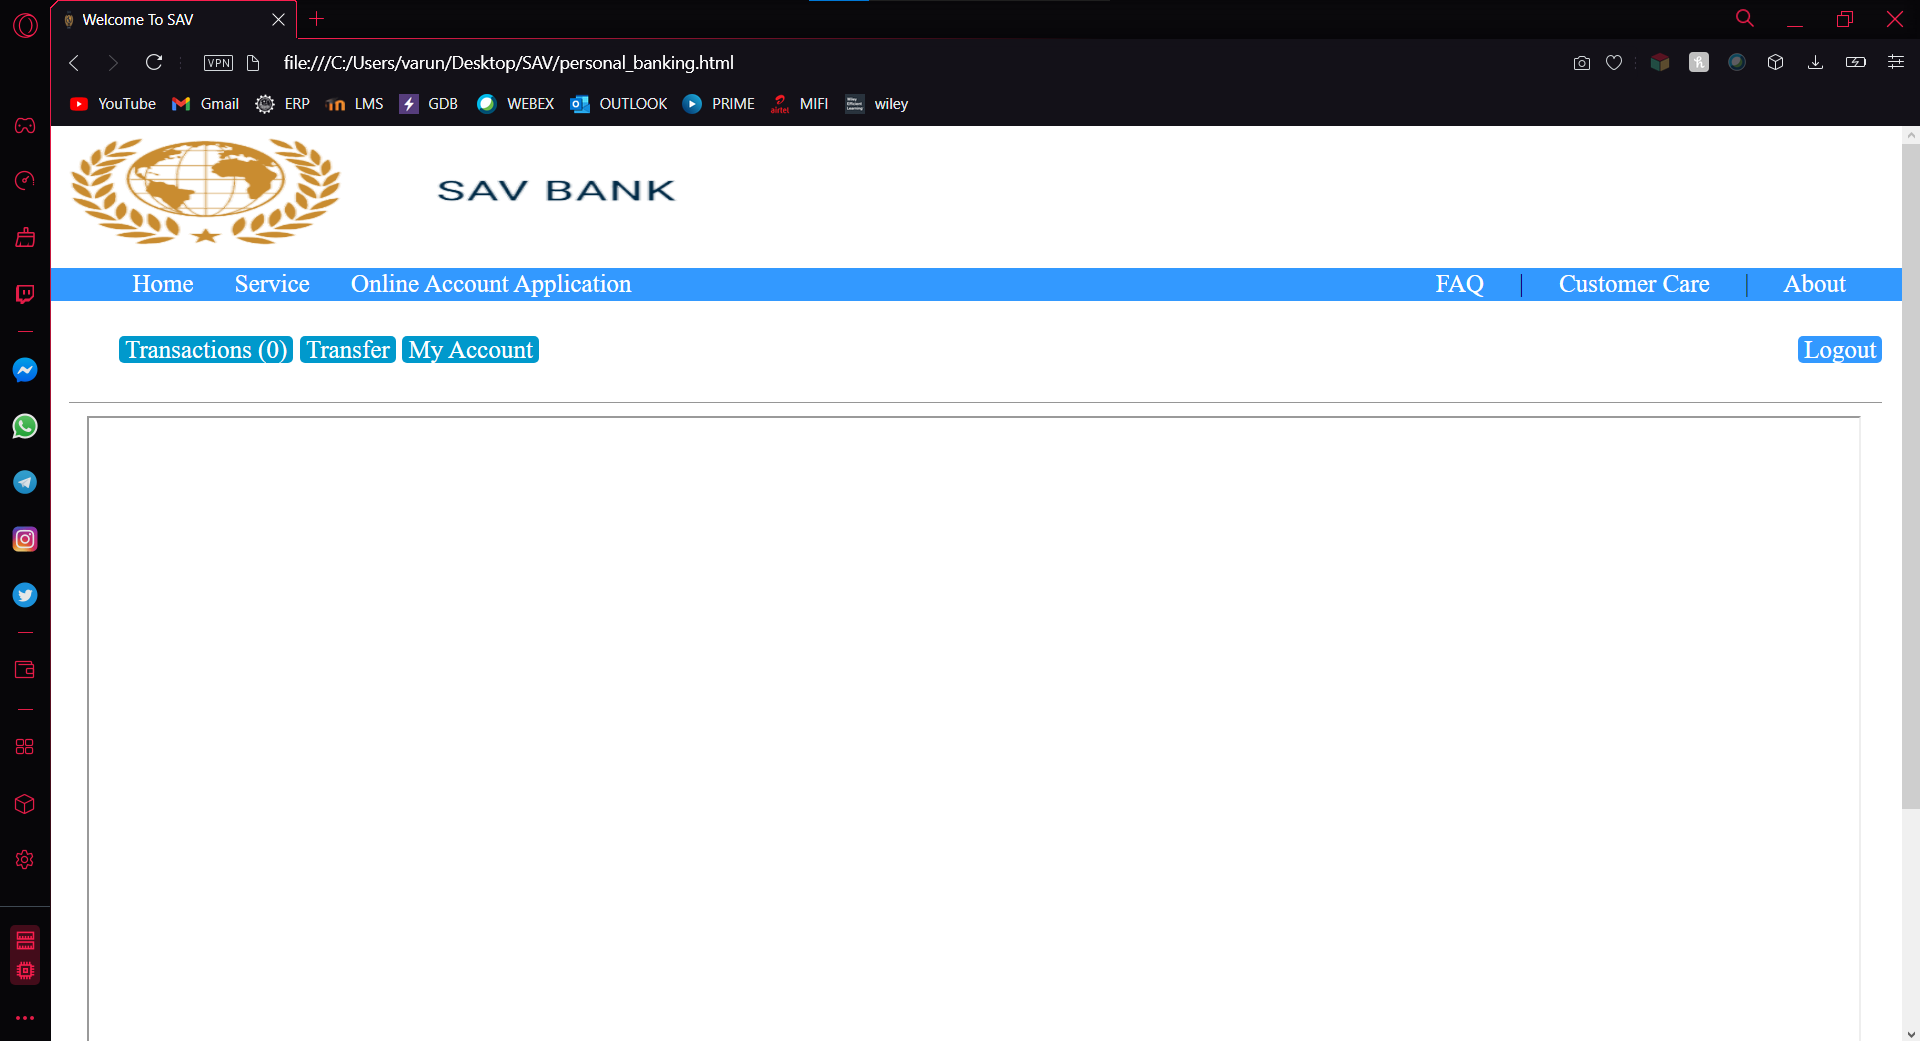 Welcome To SAV
VPN
file:///C:/Users/varun/Desktop/SAV/personal_banking.html
YouTube Gmail ERP LMS GDB WEBEX OUTLOOK PRIME airtel MIFI wiley
SAV BANK
Home Service Online Account Application FAQ | Customer Care | About
Transactions (0) Transfer My Account Logout